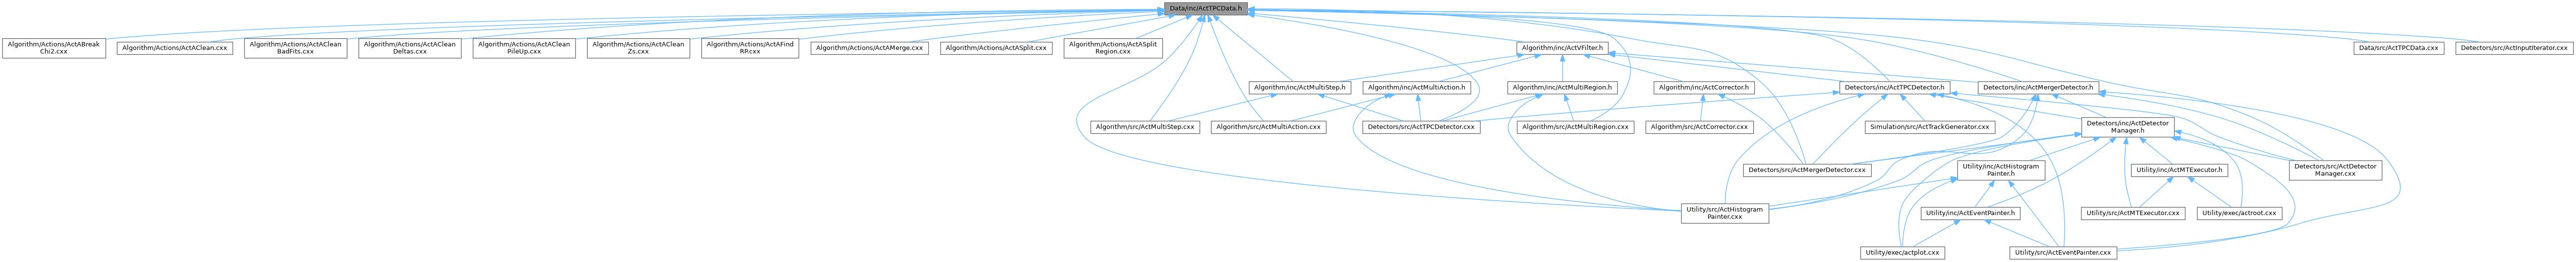 Data/inc/ActTPCData.h
Algorithm/Actions/ActABreak
Chi2.cxx
Algorithm/Actions/ActAClean.cxx
Algorithm/Actions/ActAClean
BadFits.cxx
Algorithm/Actions/ActAClean
Deltas.cxx
Algorithm/Actions/ActAClean
PileUp.cxx
Algorithm/Actions/ActAClean
Zs.cxx
Algorithm/Actions/ActAFind
RP.cxx
Algorithm/Actions/ActAMerge.cxx
Algorithm/Actions/ActASplit.cxx
Algorithm/Actions/ActASplit
Region.cxx
Algorithm/inc/ActVFilter.h
Data/src/ActTPCData.cxx
Detectors/src/ActInputIterator.cxx
Algorithm/inc/ActMultiStep.h
Algorithm/inc/ActMultiAction.h
Algorithm/inc/ActMultiRegion.h
Algorithm/inc/ActCorrector.h
Detectors/inc/ActTPCDetector.h
Detectors/inc/ActMergerDetector.h
Algorithm/src/ActMultiStep.cxx
Algorithm/src/ActMultiAction.cxx
Detectors/src/ActTPCDetector.cxx
Algorithm/src/ActMultiRegion.cxx
Algorithm/src/ActCorrector.cxx
Simulation/src/ActTrackGenerator.cxx
Detectors/inc/ActDetector
Manager.h
Detectors/src/ActMergerDetector.cxx
Utility/inc/ActHistogram
Painter.h
Utility/inc/ActMTExecutor.h
Detectors/src/ActDetector
Manager.cxx
Utility/src/ActHistogram
Painter.cxx
Utility/inc/ActEventPainter.h
Utility/src/ActMTExecutor.cxx
Utility/exec/actroot.cxx
Utility/exec/actplot.cxx
Utility/src/ActEventPainter.cxx